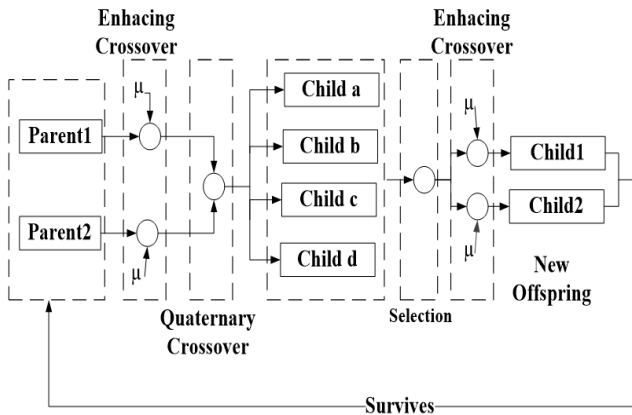 Enhacing
Crossover
Enhacing
Crossover
μ
Parent1
Parent2
μ
Quaternary
Crossover
Child a
Child b
Child c
Child d
Selection
μ
μ
Child1
Child2
New
Offspring
Survives